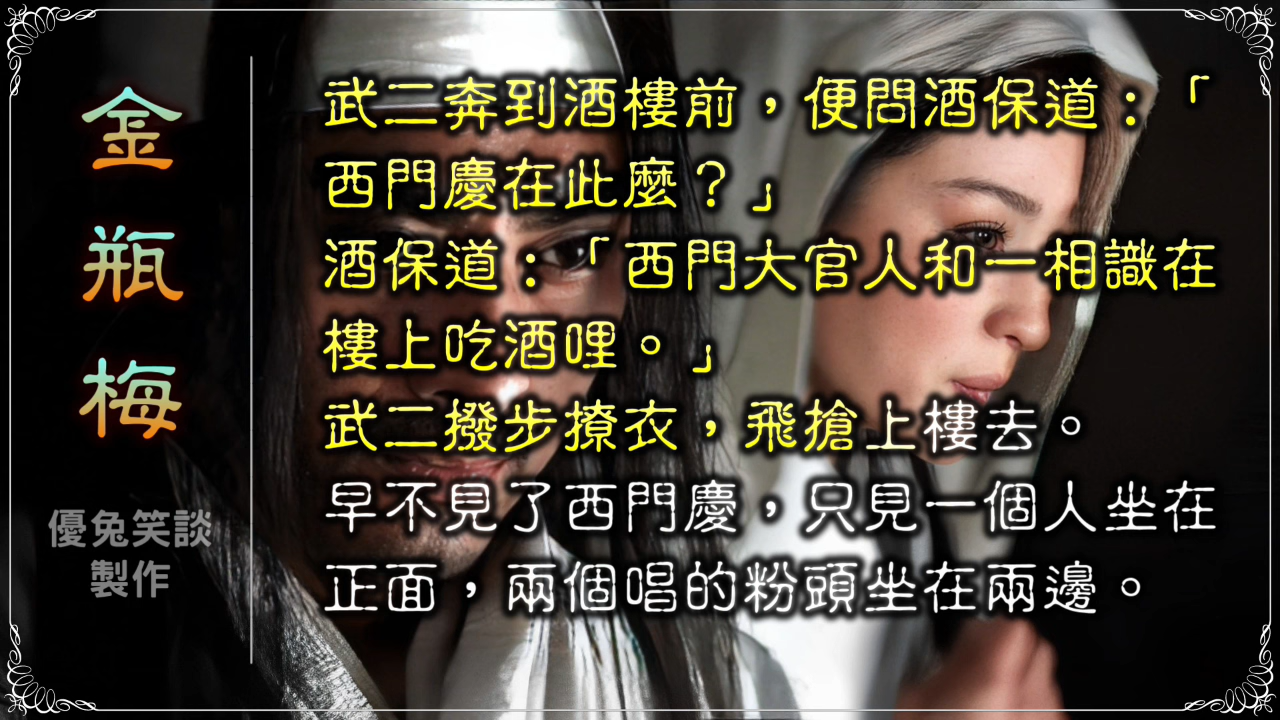 金瓶梅
優兔笑談
製作
武二奔到酒樓前，便問酒保道：「
西門慶在此麼？」
酒保道：「西門大官人和一相識在
樓上吃酒哩。」
武二撥步撩衣，飛搶上樓去。
早不見了西門慶，只見一個人坐在
正面，兩個唱的粉頭坐在兩邊。